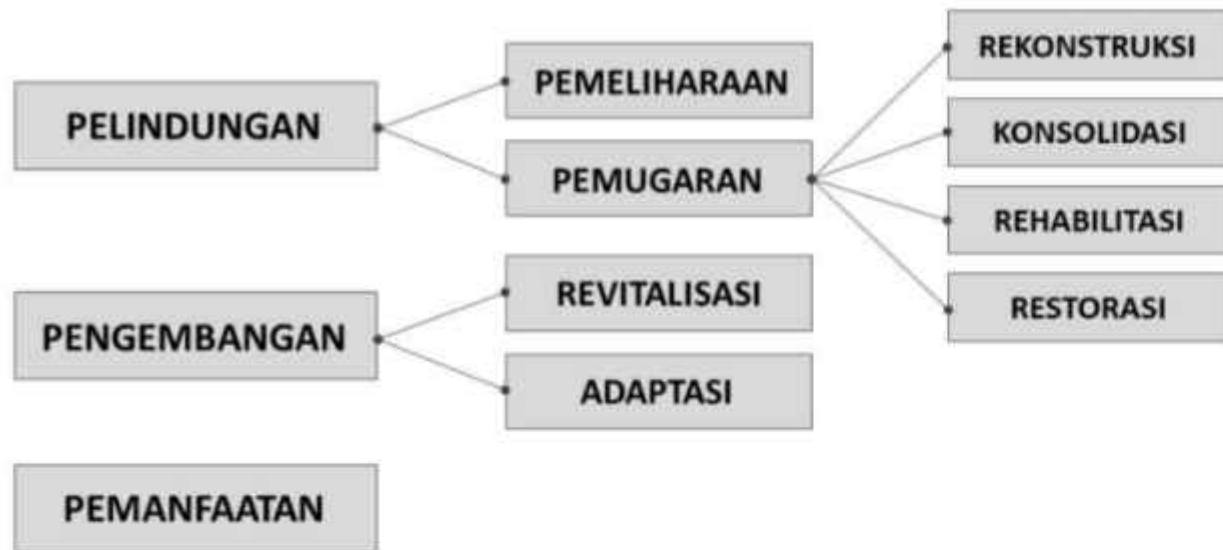 PELINDUNGAN
PEMELIHARAAN
PEMUGARAN
REKONSTRUKSI
KONSOLIDASI
REHABILITASI
RESTORASI
PENGEMBANGAN
REVITALISASI
ADAPTASI
PEMANFAATAN